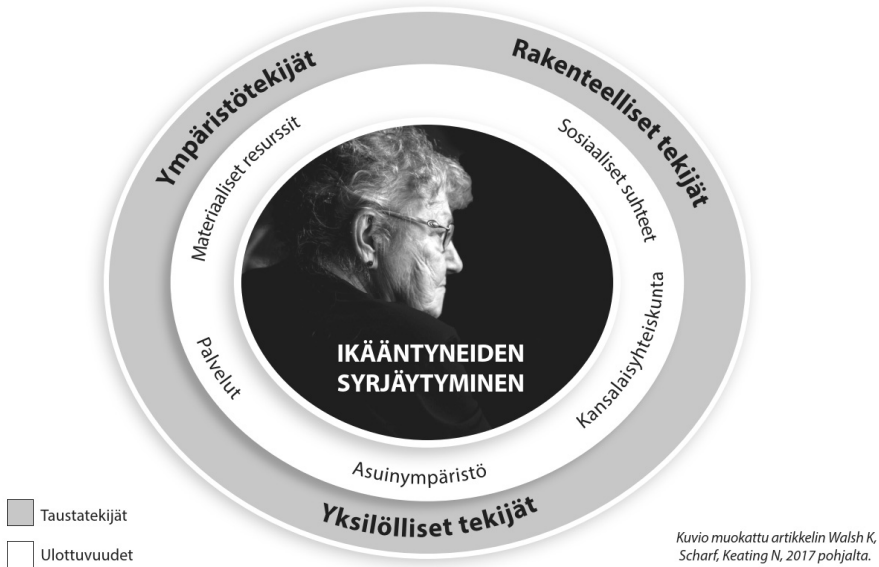 Ympäristötekijät
Rakenteelliset tekijät
Materiaaliset resurssit
Sosiaaliset suhteet
IKÄÄNTYNEIDEN
SYRJÄYTYMINEN
Palvelut
Kansalaisyhteiskunta
Asuinympäristö
Yksilölliset tekijät
Taustatekijät
Ulottuvuudet
Kuvio muokattu artikkelin Walsh K,
Scharf, Keating N, 2017 pohjalta.